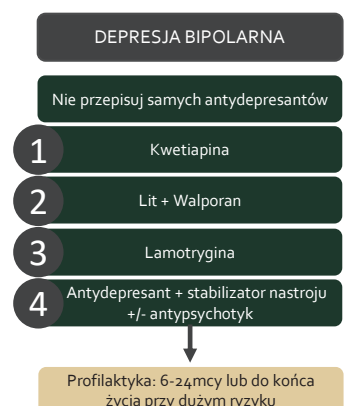 DEPRESJA BIPOLARNA
Nie przepisuj samych antydepresantów
1 Kwetiapina
2 Lit + Walporan
3 Lamotrygina
4 Antydepresant + stabilizator nastroju
+/- antypsychotyk
Profilaktyka: 6-24mcy lub do końca
życia przy dużym ryzyku